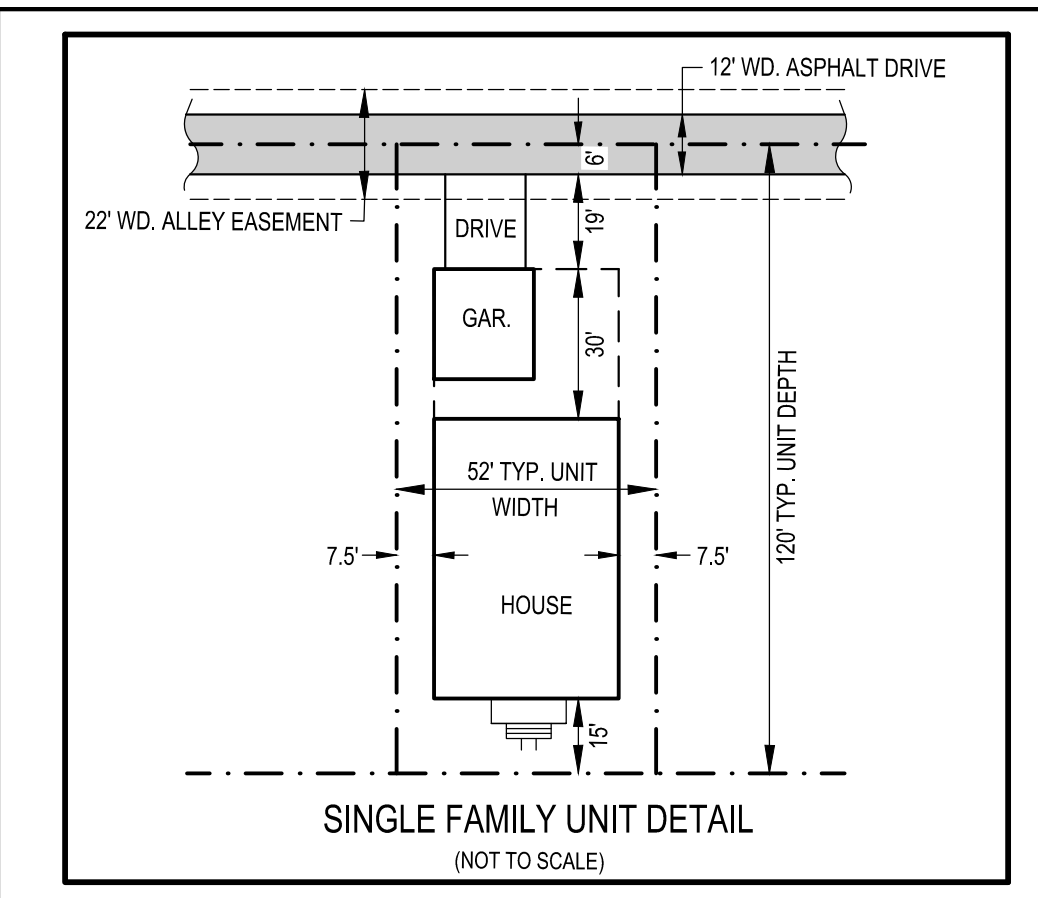 12' WD. ASPHALT DRIVE
6'
22' WD. ALLEY EASEMENT
DRIVE
19'
GAR.
30'
120' TYP. UNIT DEPTH
52' TYP. UNIT
WIDTH
7.5'
7.5'
HOUSE
15'
SINGLE FAMILY UNIT DETAIL
(NOT TO SCALE)